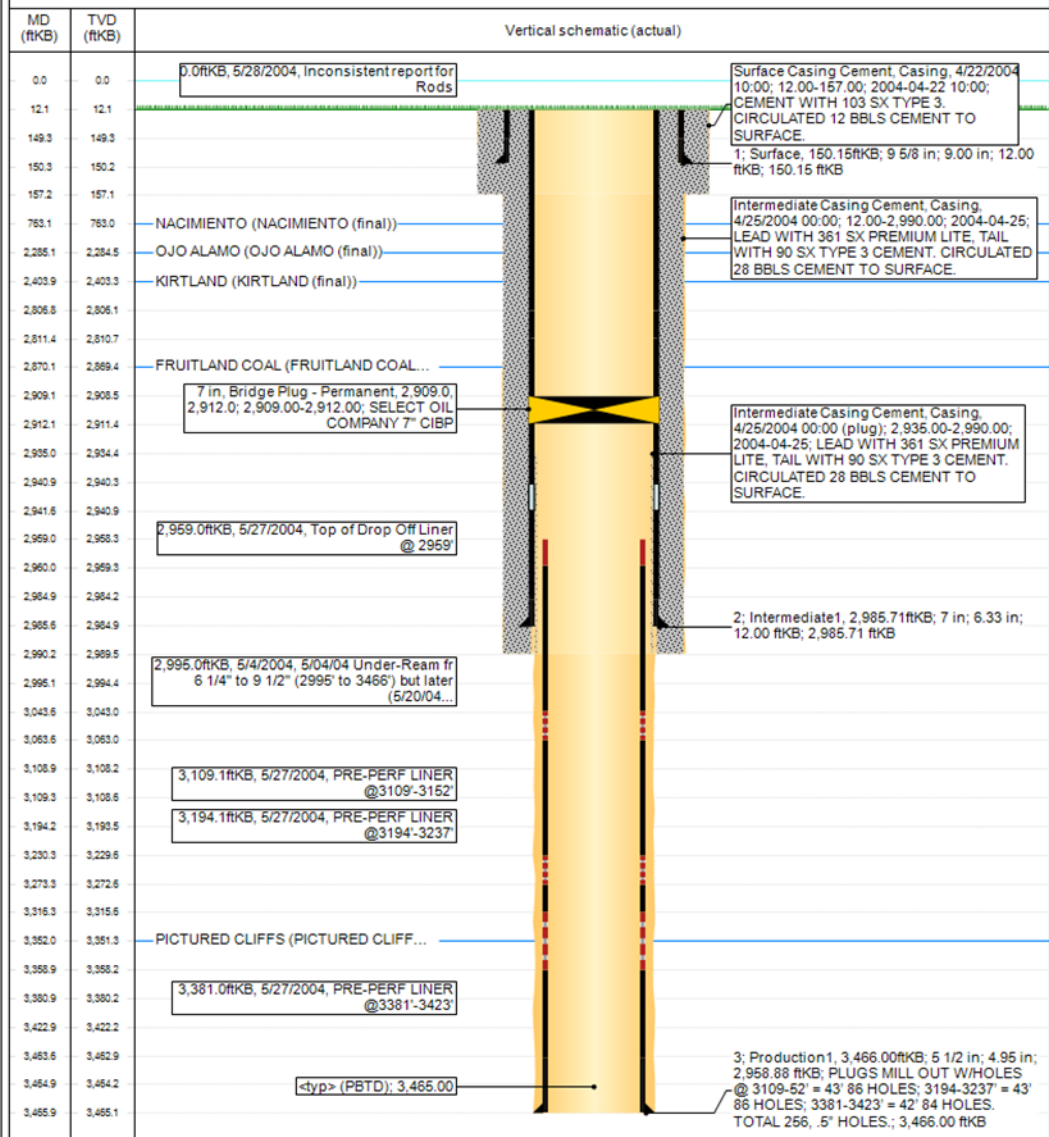 MD (ftKB)
TVD (ftKB)
Vertical schematic (actual)
0.0 0.0
12.1 12.1
149.3 149.3
150.3 150.2
157.2 157.1
763.1 763.0
2,285.1 2,284.5
2,403.9 2,403.3
2,806.8 2,806.1
2,811.4 2,810.7
2,870.1 2,869.4
2,909.1 2,908.5
2,912.1 2,911.4
2,935.0 2,934.4
2,940.9 2,940.3
2,941.6 2,940.9
2,959.0 2,958.3
2,960.0 2,959.3
2,984.9 2,984.2
2,985.6 2,984.9
2,990.2 2,989.5
2,995.1 2,994.4
3,043.6 3,043.0
3,063.6 3,063.0
3,108.9 3,108.2
3,109.3 3,108.6
3,194.2 3,193.5
3,230.3 3,229.6
3,273.3 3,272.6
3,316.3 3,315.6
3,352.0 3,351.3
3,358.9 3,358.2
3,380.9 3,380.2
3,422.9 3,422.2
3,463.6 3,462.9
3,464.9 3,464.2
3,465.9 3,465.1
0.0ftKB, 5/28/2004, Inconsistent report for
Rods
NACIMIENTO (NACIMIENTO (final))
OJO ALAMO (OJO ALAMO (final))
KIRTLAND (KIRTLAND (final))
FRUITLAND COAL (FRUITLAND COAL...
7 in, Bridge Plug - Permanent, 2,909.0,
2,912.0; 2,909.00-2,912.00; SELECT OIL
COMPANY 7" CIBP
2,959.0ftKB, 5/27/2004, Top of Drop Off Liner
@ 2959'
2,995.0ftKB, 5/4/2004, 5/04/04 Under-Ream fr
6 1/4" to 9 1/2" (2995' to 3466') but later
(5/20/04...
3,109.1ftKB, 5/27/2004, PRE-PERF LINER
@3109'-3152'
3,194.1ftKB, 5/27/2004, PRE-PERF LINER
@3194'-3237'
PICTURED CLIFFS (PICTURED CLIFF...
3,381.0ftKB, 5/27/2004, PRE-PERF LINER
@3381'-3423'
<typ> (PBTD); 3,465.00
Surface Casing Cement, Casing, 4/22/2004
10:00; 12.00-157.00; 2004-04-22 10:00;
CEMENT WITH 103 SX TYPE 3.
CIRCULATED 12 BBLS CEMENT TO
SURFACE.
1; Surface, 150.15ftKB; 9 5/8 in; 9.00 in; 12.00
ftKB; 150.15 ftKB
Intermediate Casing Cement, Casing,
4/25/2004 00:00; 12.00-2,990.00; 2004-04-25;
LEAD WITH 361 SX PREMIUM LITE, TAIL
WITH 90 SX TYPE 3 CEMENT. CIRCULATED
28 BBLS CEMENT TO SURFACE.
Intermediate Casing Cement, Casing,
4/25/2004 00:00 (plug); 2,935.00-2,990.00;
2004-04-25; LEAD WITH 361 SX PREMIUM
LITE, TAIL WITH 90 SX TYPE 3 CEMENT.
CIRCULATED 28 BBLS CEMENT TO
SURFACE.
2; Intermediate1, 2,985.71ftKB; 7 in; 6.33 in;
12.00 ftKB; 2,985.71 ftKB
3; Production1, 3,466.00ftKB; 5 1/2 in; 4.95 in;
2,958.88 ftKB; PLUGS MILL OUT W/HOLES
@ 3109-52' = 43' 86 HOLES; 3194-3237' = 43'
86 HOLES; 3381-3423' = 42' 84 HOLES.
TOTAL 256, .5" HOLES.; 3,466.00 ftKB